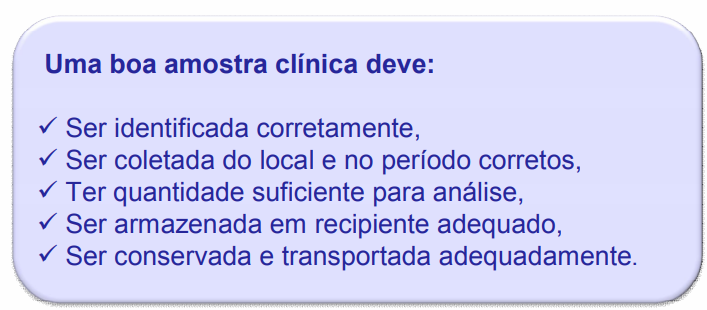 Uma boa amostra clínica deve:
✓ Ser identificada corretamente,
✓ Ser coletada do local e no período corretos,
✓ Ter quantidade suficiente para análise,
✓ Ser armazenada em recipiente adequado,
✓ Ser conservada e transportada adequadamente.